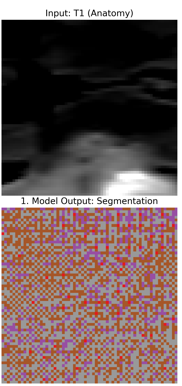 Input: T1 (Anatomy)
1. Model Output: Segmentation